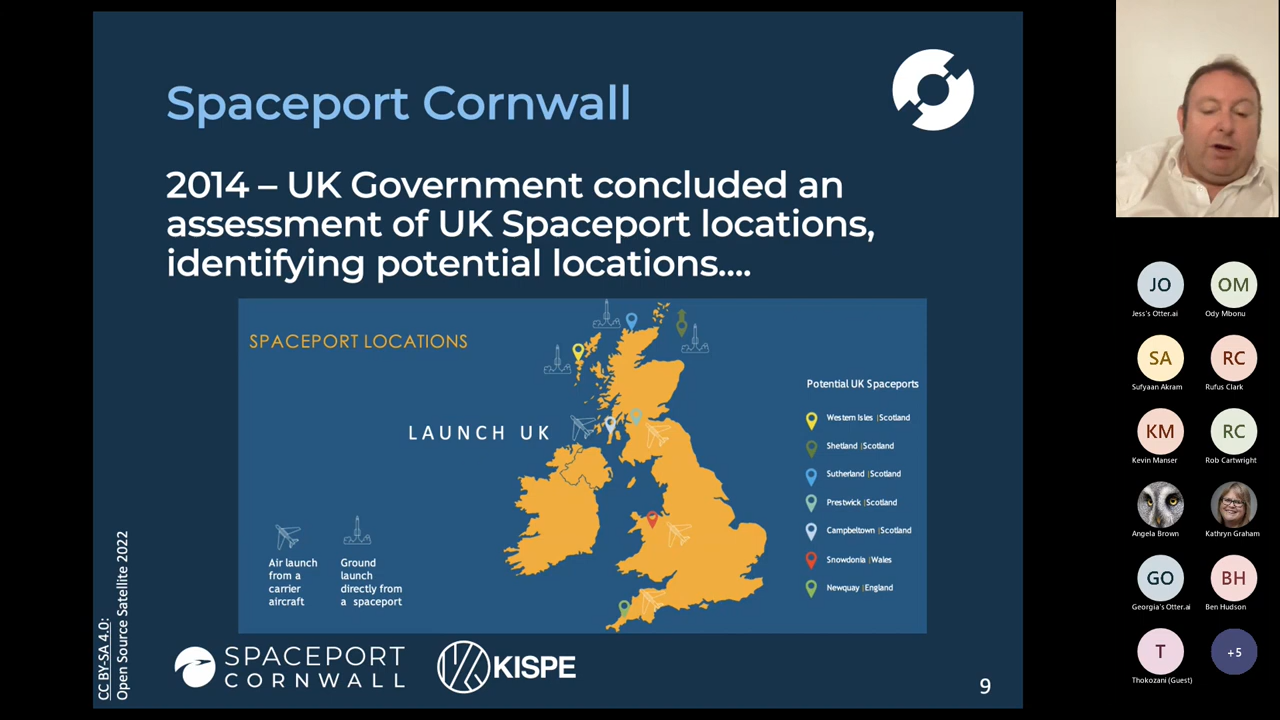 Spaceport Cornwall
2014 – UK Government concluded an
assessment of UK Spaceport locations,
identifying potential locations....
SPACEPORT LOCATIONS
LAUNCH UK
Potential UK Spaceports
Western Isles |Scotland
Shetland |Scotland
Sutherland |Scotland
Prestwick |Scotland
Campbeltown |Scotland
Snowdonia |Wales
Newquay |England
Air launch
from a
carrier
aircraft
Ground
launch
directly from
a spaceport
CC BY-SA 4.0:
Open Source Satellite 2022
SPACEPORT
CORNWALL
KISPE
9
JO
Jess's Otter.ai
OM
Ody Mbonu
SA
Sufyaan Akram
RC
Rufus Clark
KM
Kevin Manser
RC
Rob Cartwright
Angela Brown
Kathryn Graham
GO
Georgia's Otter.ai
BH
Ben Hudson
T
Thokozani (Guest)
+5